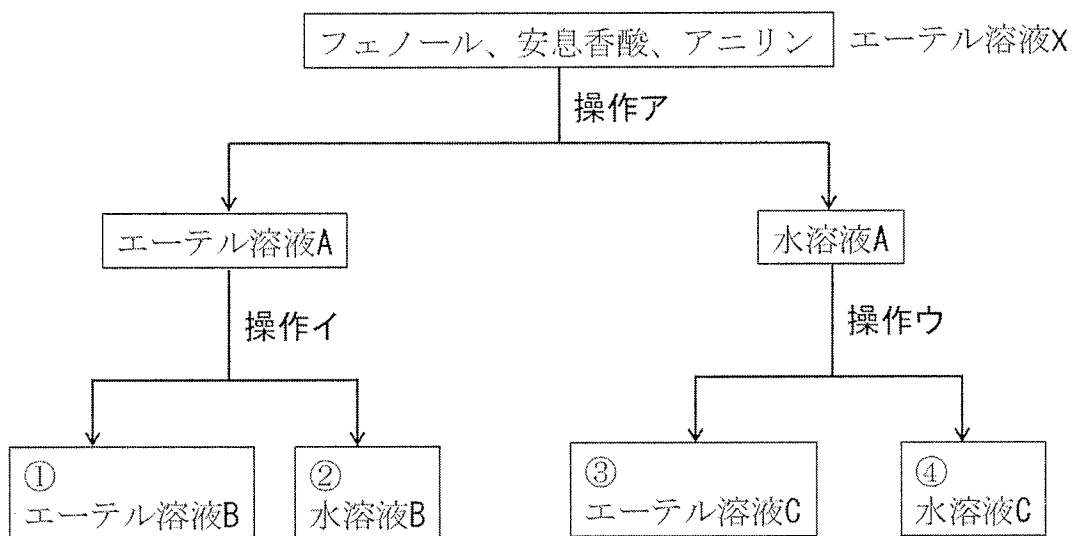 フェノール、安息香酸、アニリン エーテル溶液X
操作ア
エーテル溶液A
水溶液A
操作イ
操作ウ
①
エーテル溶液B
②
水溶液B
③
エーテル溶液C
④
水溶液C